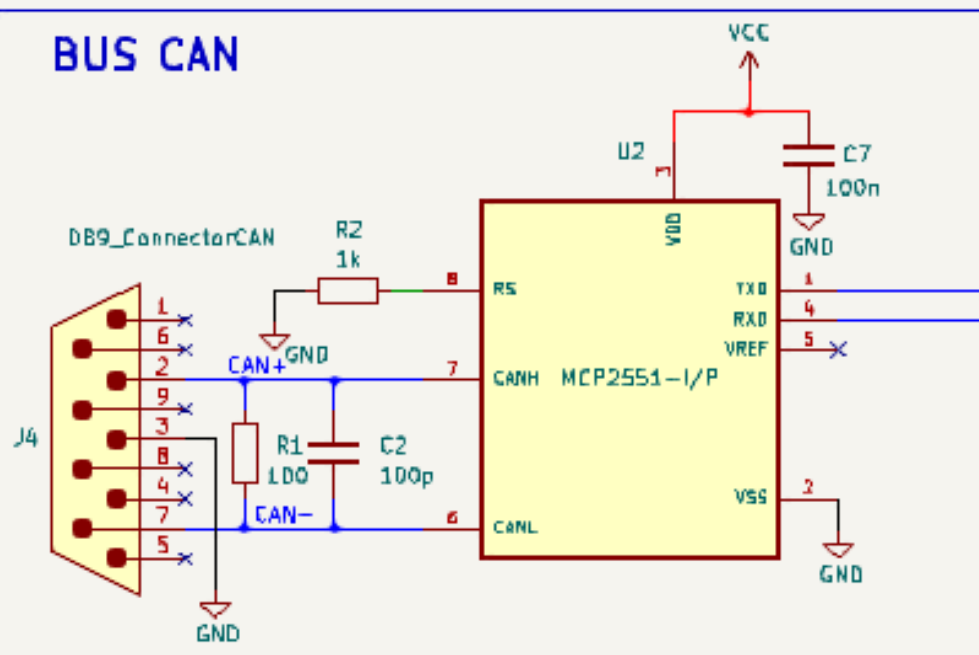 BUS CAN
VCC
U2
3
C7
100n
GND
VDD
DB9_ConnectorCAN
R2
1k
8
RS
TXD
1
RXD
4
VREF
5
GND
1
6
2
9
3
8
4
7
5
J4
CAN+
7
CANH
MCP2551-I/P
R1
100
C2
100p
CAN-
6
CANL
VSS
2
GND
GND